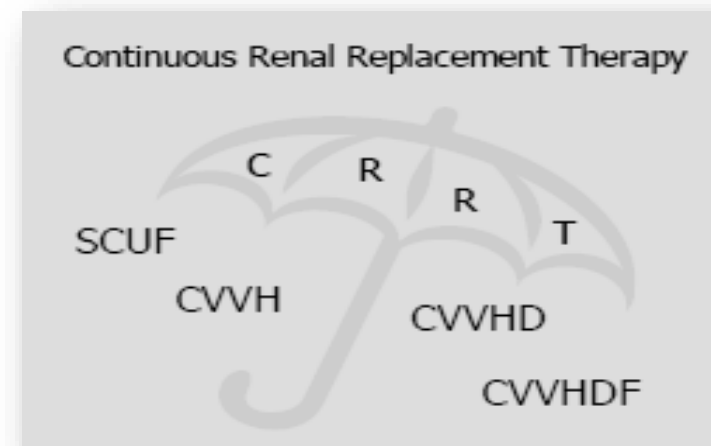 Continuous Renal Replacement Therapy
C R R T
SCUF
CVVH
CVVHD
CVVHDF